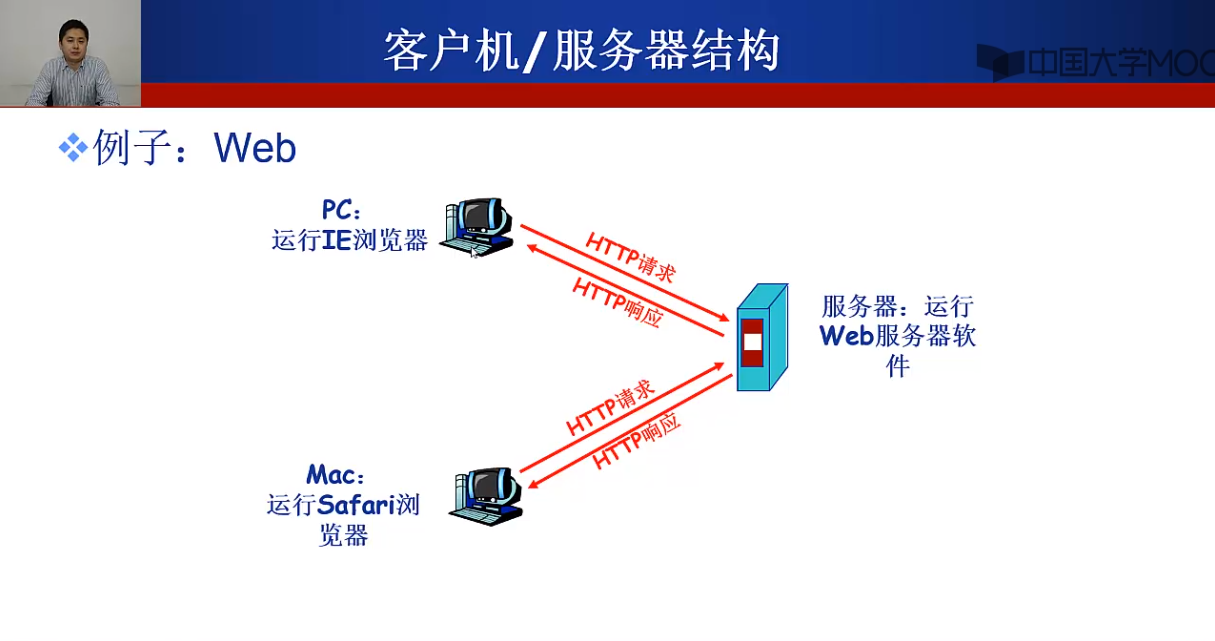 客户机/服务器结构
中国大学MOO
例子：Web
PC：
运行IE浏览器
HTTP请求
HTTP响应
服务器：运行
Web服务器软
件
HTTP请求
HTTP响应
Mac：
运行Safari浏
览器